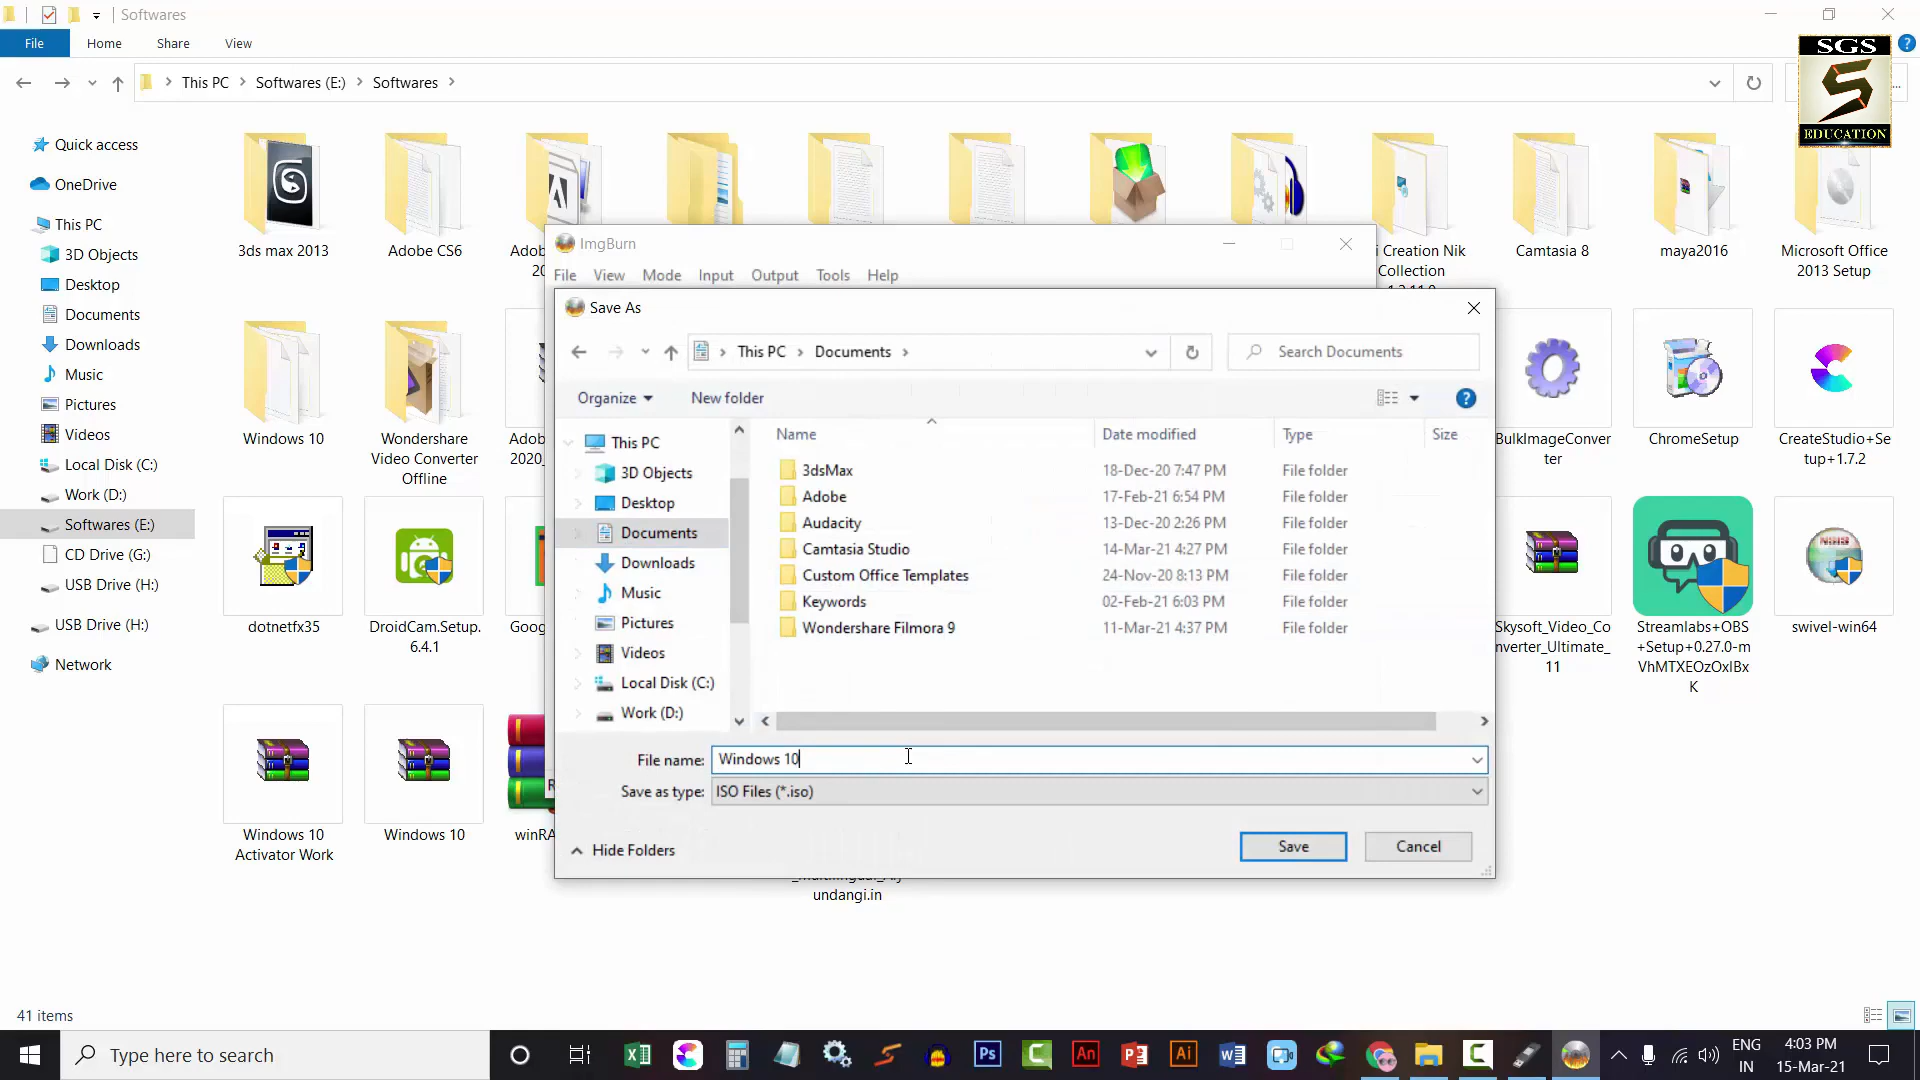 Softwares
File
Home
Share
View
This PC
Softwares (E:)
Softwares
SGS
EDUCATION
Quick access
OneDrive
This PC
3D Objects
Desktop
Documents
Downloads
Music
Pictures
Videos
Local Disk (C:)
Work (D:)
Softwares (E:)
CD Drive (G:)
USB Drive (H:)
USB Drive (H:)
Network
3ds max 2013
Adobe CS6
Creation Nik
Collection
Camtasia 8
maya2016
Microsoft Office
2013 Setup
Windows 10
Wondershare
Video Converter
Offline
BulkImageConver
ter
ChromeSetup
CreateStudio+Se
tup+1.7.2
dotnetfx35
DroidCam.Setup.
6.4.1
Skysoft_Video_Co
nverter_Ultimate_
11
Streamlabs+OBS
+Setup+0.27.0-m
VhMTXEOzOxlBx
K
swivel-win64
Windows 10
Activator Work
Windows 10
undangi.in
ImgBurn
File
View
Mode
Input
Output
Tools
Help
Save As
This PC
Documents
Search Documents
Organize
New folder
This PC
3D Objects
Desktop
Documents
Downloads
Music
Pictures
Videos
Local Disk (C:)
Work (D:)
Name Date modified Type Size
3dsMax 18-Dec-20 7:47 PM File folder
Adobe 17-Feb-21 6:54 PM File folder
Audacity 13-Dec-20 2:26 PM File folder
Camtasia Studio 14-Mar-21 4:27 PM File folder
Custom Office Templates 24-Nov-20 8:13 PM File folder
Keywords 02-Feb-21 6:03 PM File folder
Wondershare Filmora 9 11-Mar-21 4:37 PM File folder
File name: Windows 10
Save as type: ISO Files (*.iso)
Hide Folders
Save
Cancel
41 items
Type here to search
ENG
IN
4:03 PM
15-Mar-21